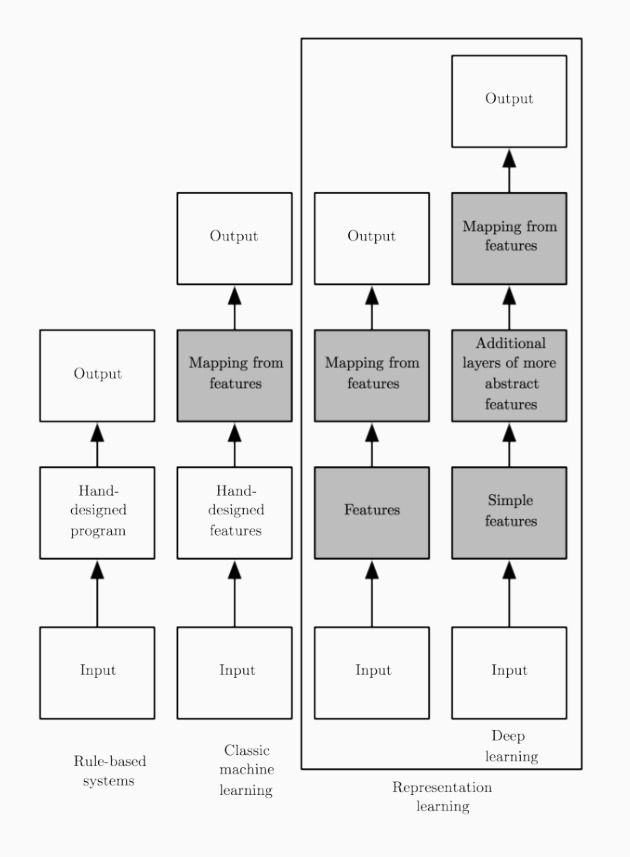 Output
Output
Output
Mapping from
features
Output
Mapping from
features
Mapping from
features
Additional
layers of more
abstract
features
Hand-
designed
program
Hand-
designed
features
Features
Simple
features
Input
Input
Input
Input
Rule-based
systems
Classic
machine
learning
Deep
learning
Representation
learning